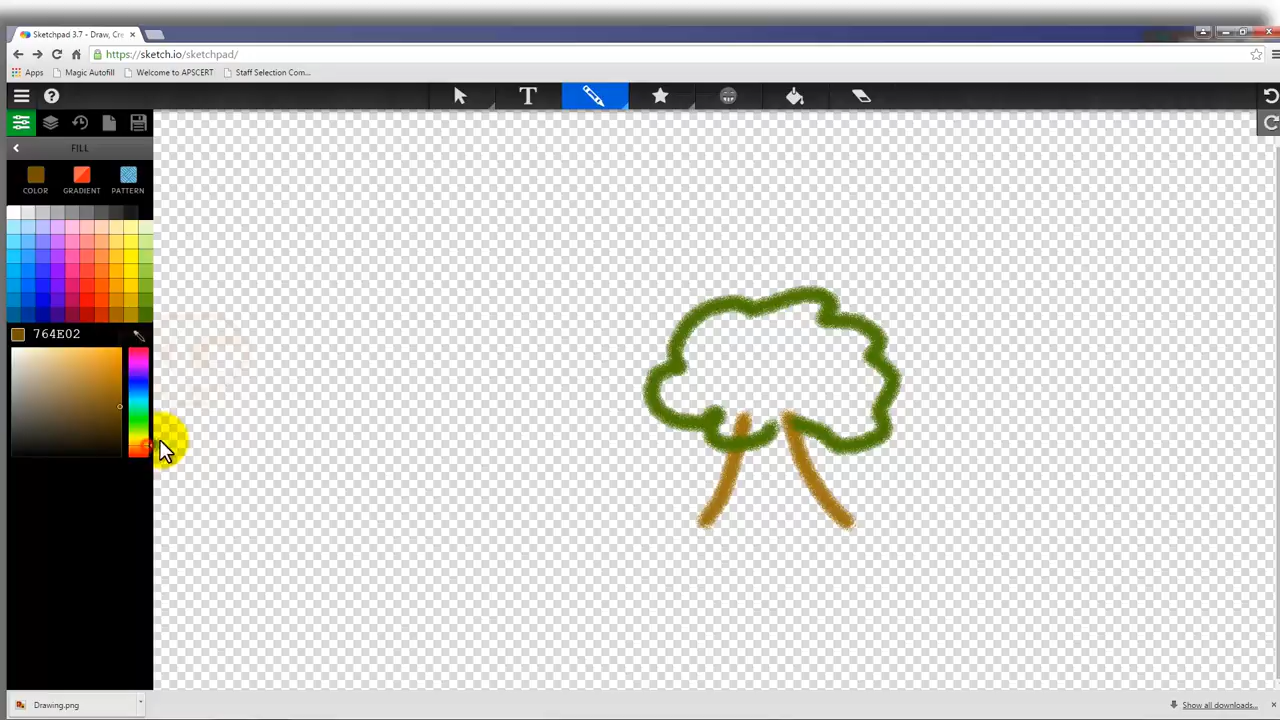 Sketchpad 3.7 - Draw, Cre
https://sketch.io/sketchpad/
Apps Magic Autofill Welcome to APSCERT Staff Selection Com...
FILL
COLOR GRADIENT PATTERN
764E02
Drawing.png Show all downloads...